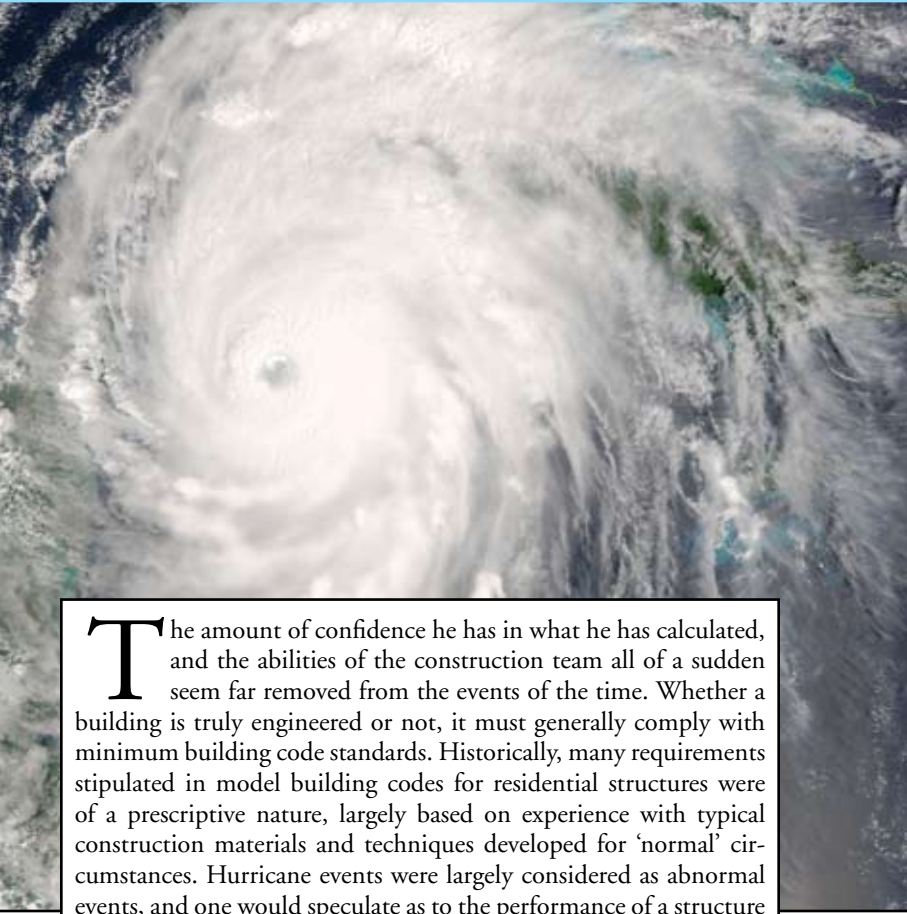 The amount of confidence he has in what he has calculated,
and the abilities of the construction team all of a sudden
seem far removed from the events of the time. Whether a
building is truly engineered or not, it must generally comply with
minimum building code standards. Historically, many requirements
stipulated in model building codes for residential structures were
of a prescriptive nature, largely based on experience with typical
construction materials and techniques developed for ‘normal’ cir-
cumstances. Hurricane events were largely considered as abnormal
events, and one would speculate as to the performance of a structure